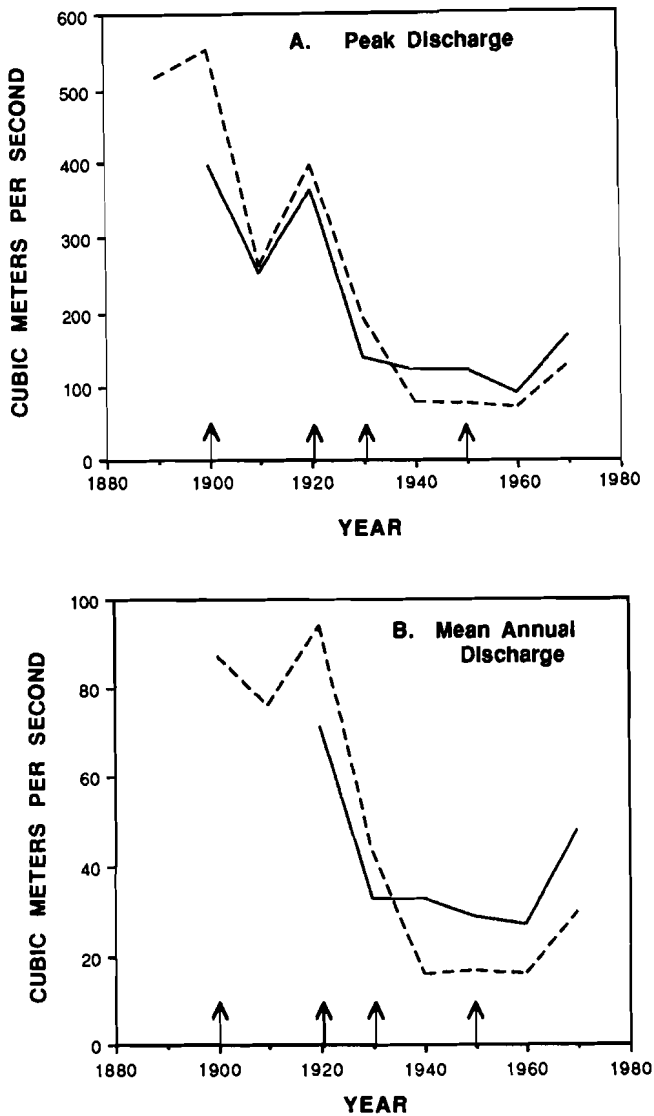 A. Peak Discharge
CUBIC METERS PER SECOND
600
500
400
300
200
100
0
1880 1900 1920 1940 1960 1980
YEAR
B. Mean Annual
Discharge
CUBIC METERS PER SECOND
100
80
60
40
20
0
1880 1900 1920 1940 1960 1980
YEAR